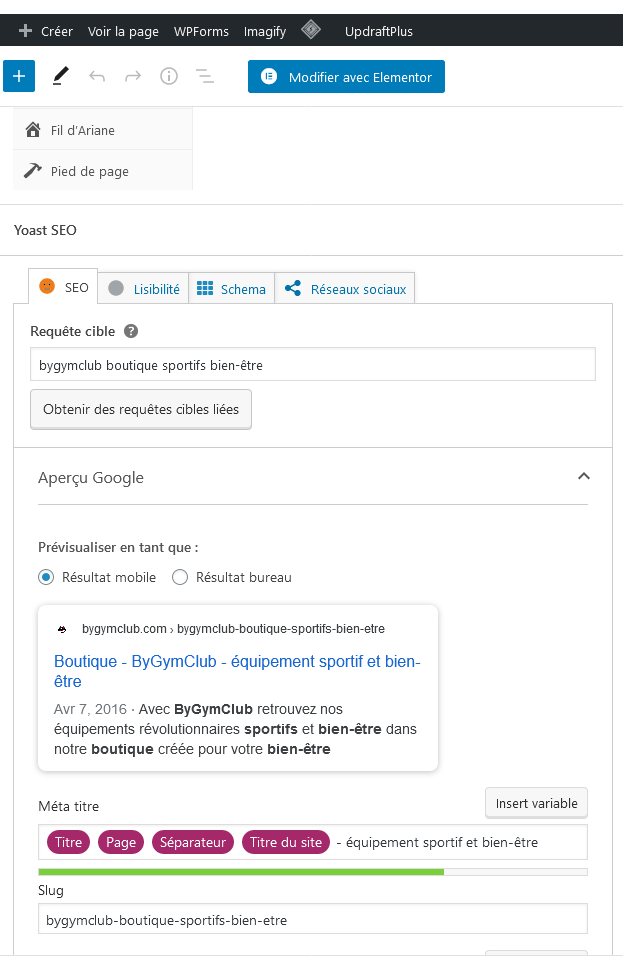 Créer Voir la page WPForms Imagify UpdraftPlus
Modifier avec Elementor
Fil d'Ariane
Pied de page
Yoast SEO
SEO Lisibilité Schema Réseaux sociaux
Requête cible
bygymclub boutique sportifs bien-être
Obtenir des requêtes cibles liées
Aperçu Google
Prévisualiser en tant que :
Résultat mobile Résultat bureau
bygymclub.com › bygymclub-boutique-sportifs-bien-etre
Boutique - ByGymClub - équipement sportif et bien-
être
Avr 7, 2016 · Avec ByGymClub retrouvez nos
équipements révolutionnaires sportifs et bien-être dans
notre boutique créée pour votre bien-être
Méta titre Insert variable
Titre Page Séparateur Titre du site - équipement sportif et bien-être
Slug
bygymclub-boutique-sportifs-bien-etre